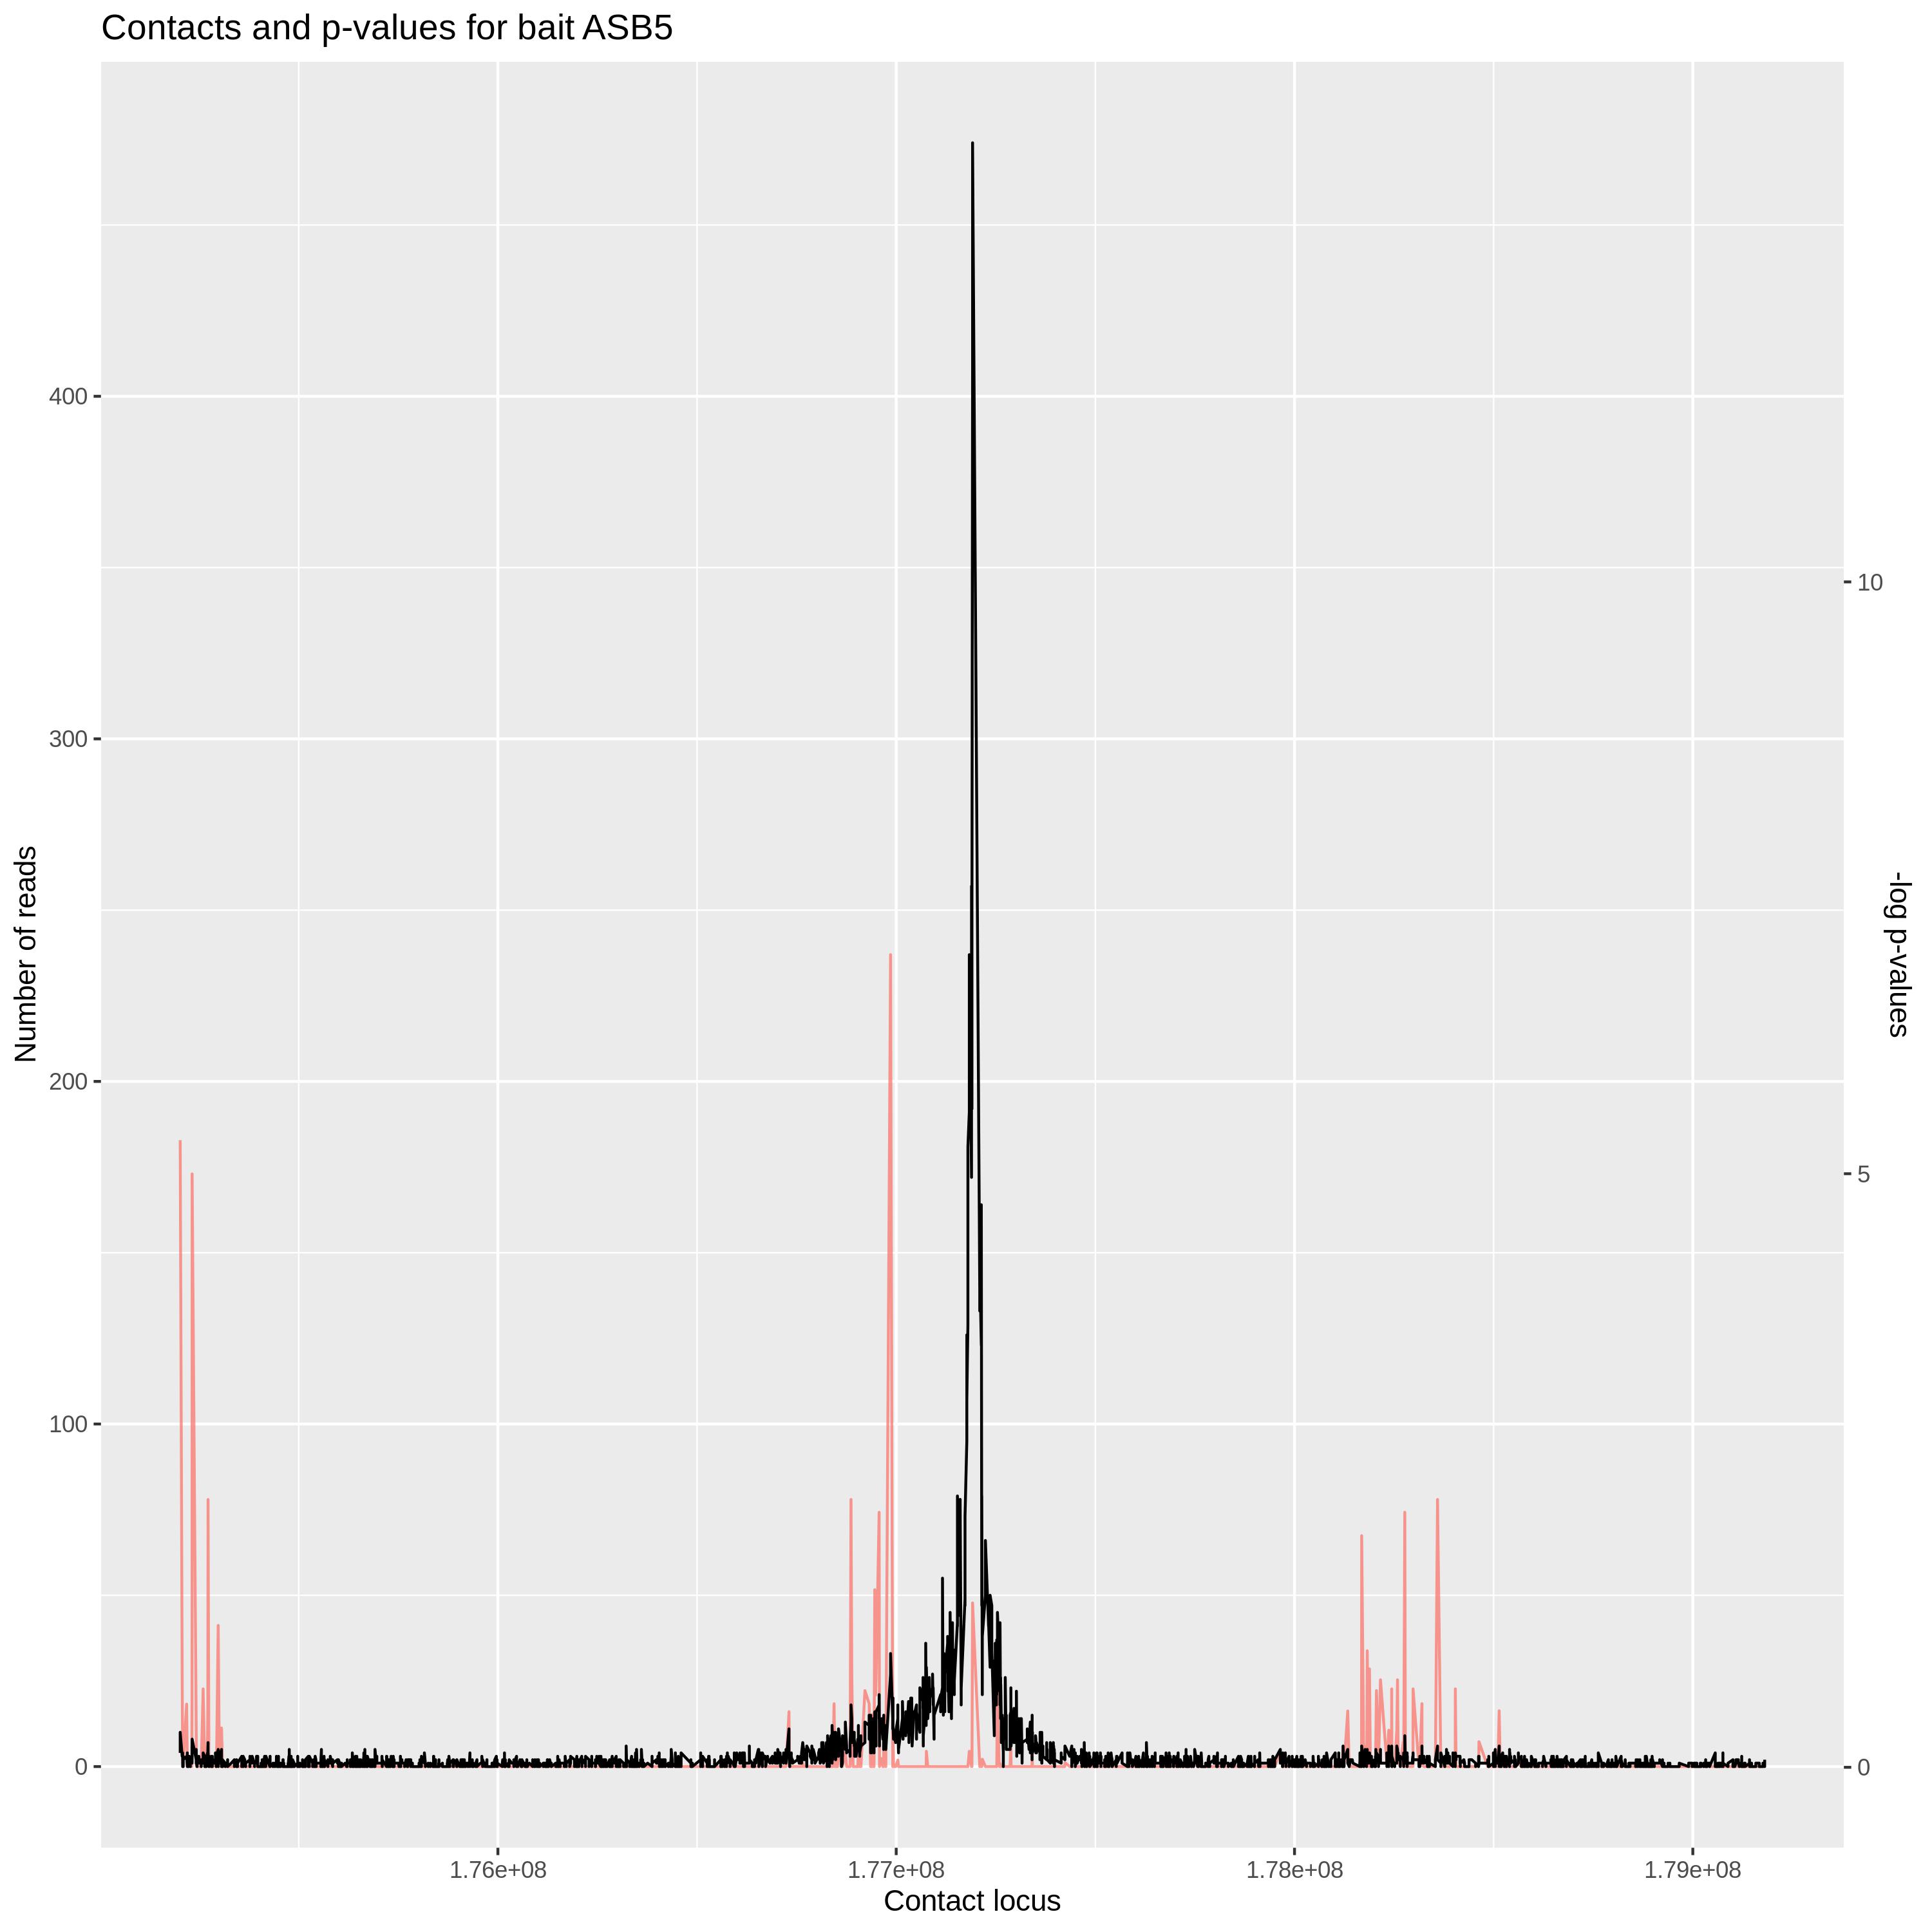 Contacts and p-values for bait ASB5
400
300
200
100
0
Number of reads
10
5
0
-log p-values
1.76e+08
1.77e+08
1.78e+08
1.79e+08
Contact locus